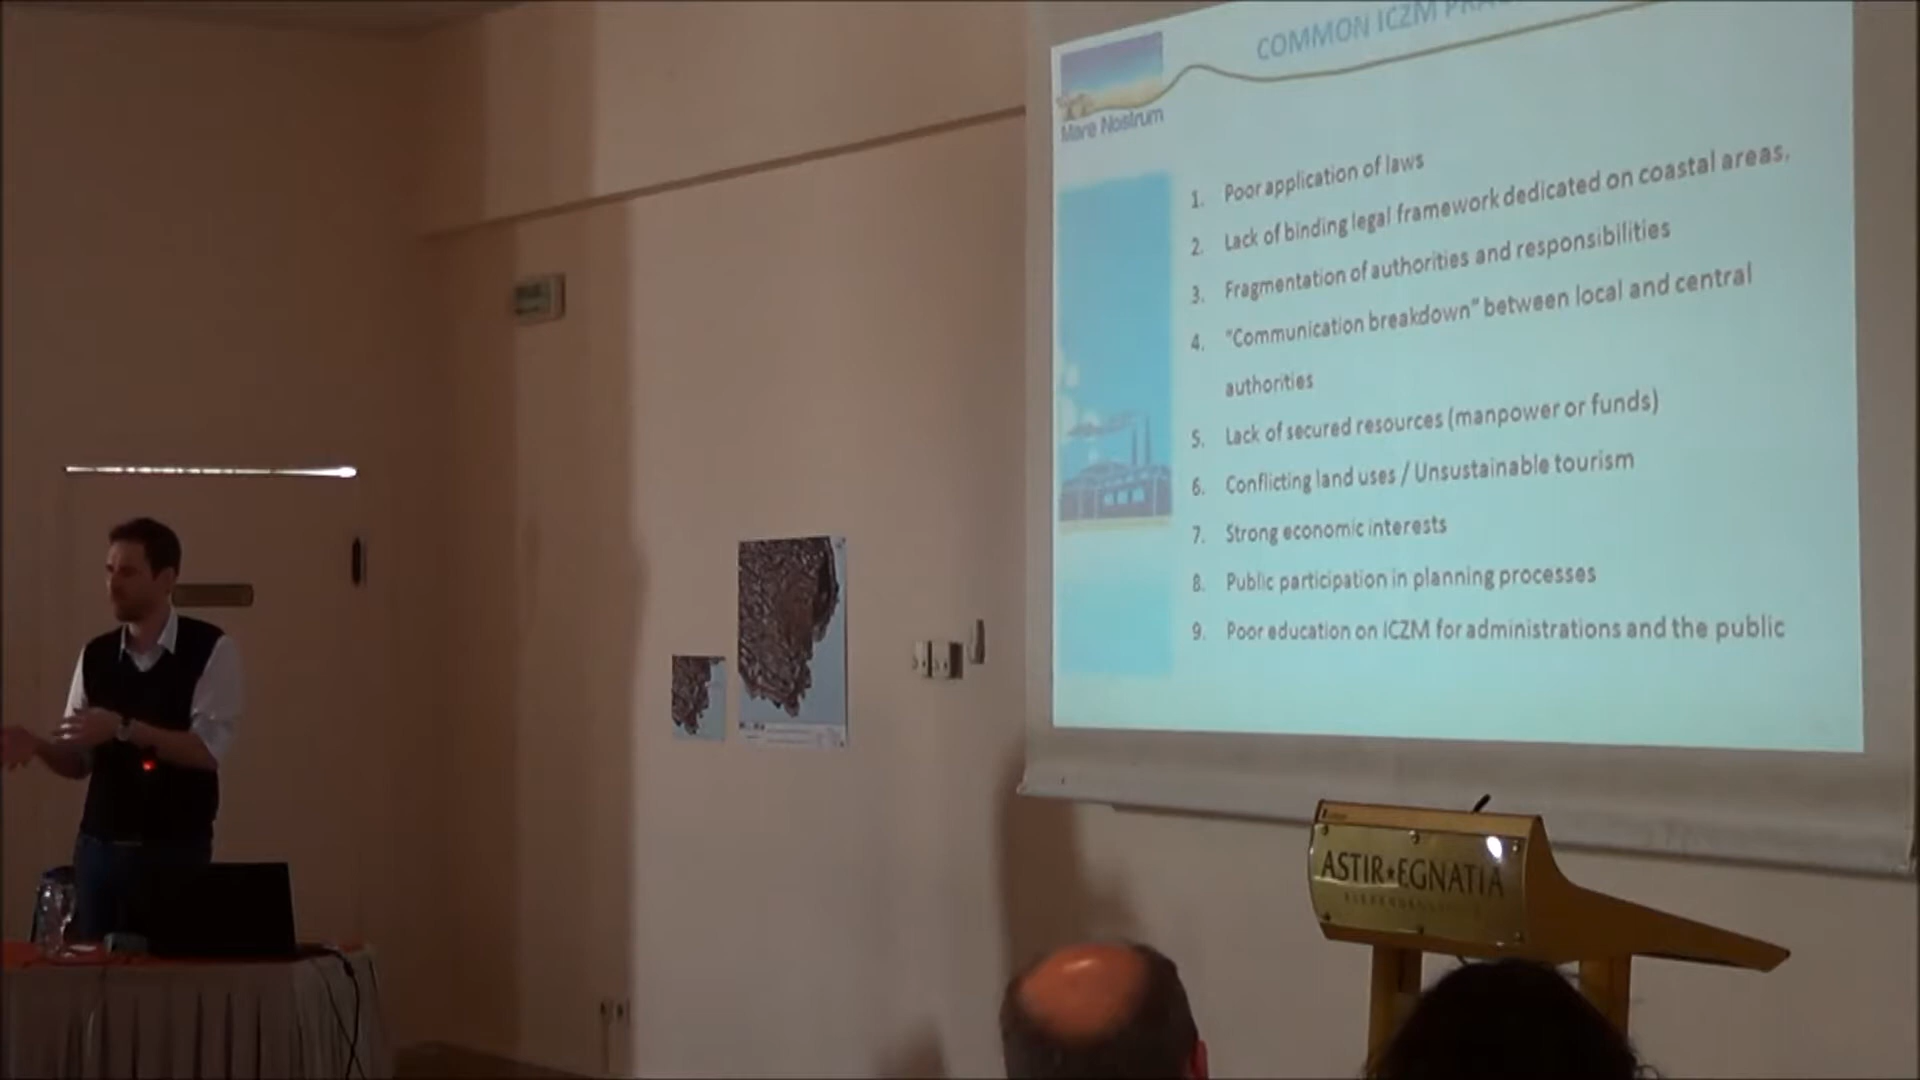 COMMON ICZM
Mare Nostrum
1. Poor application of laws
2. Lack of binding legal framework dedicated on coastal areas.
3. Fragmentation of authorities and responsibilities
4. "Communication breakdown" between local and central
authorities
5. Lack of secured resources (manpower or funds)
6. Conflicting land uses / Unsustainable tourism
7. Strong economic interests
8. Public participation in planning processes
9. Poor education on ICZM for administrations and the public
ASTIR★EGNATIA